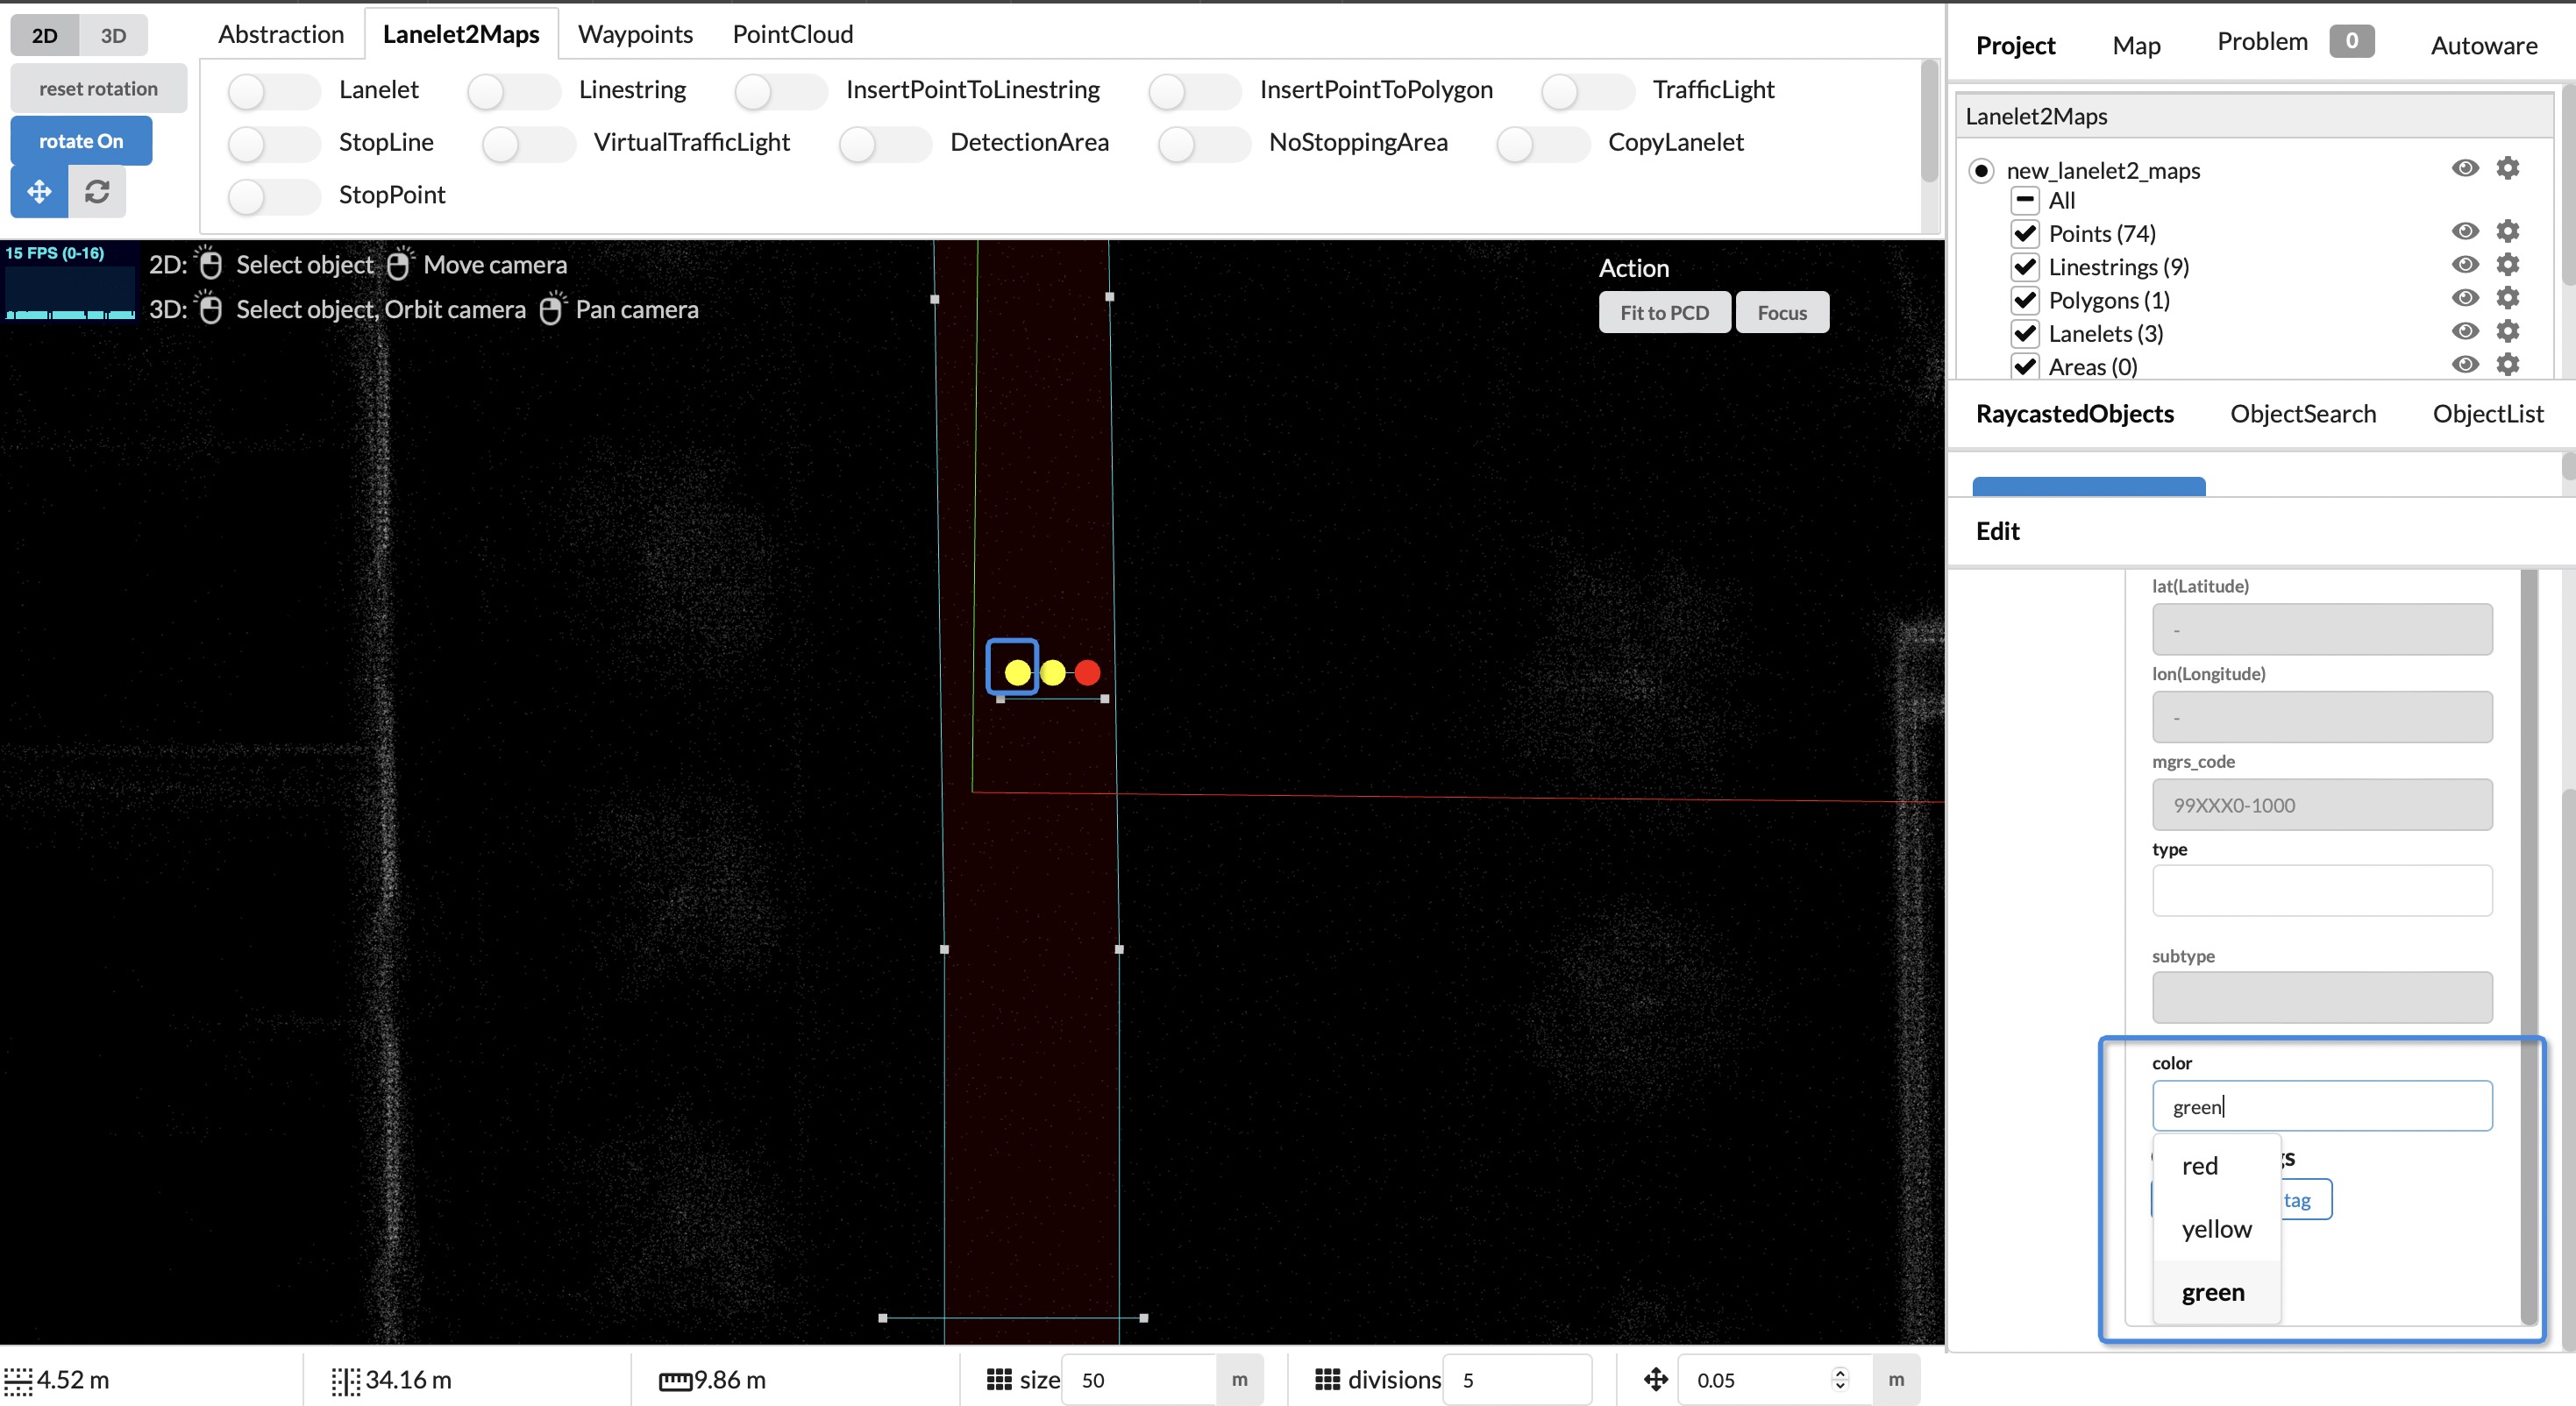 2D 3D
reset rotation
rotate On
Abstraction Lanelet2Maps Waypoints PointCloud
Lanelet Linestring InsertPointToLinestring InsertPointToPolygon TrafficLight
StopLine VirtualTrafficLight DetectionArea NoStoppingArea CopyLanelet
StopPoint
15 FPS (0-16)
2D: Select object Move camera
3D: Select object, Orbit camera Pan camera
Action
Fit to PCD Focus
Project Map Problem 0 Autoware
Lanelet2Maps
new_lanelet2_maps
All
Points (74)
Linestrings (9)
Polygons (1)
Lanelets (3)
Areas (0)
RaycastedObjects ObjectSearch ObjectList
Edit
lat(Latitude)
-
lon(Longitude)
-
mgrs_code
99XXX0-1000
type
subtype
color
green
red
gs
tag
yellow
green
4.52 m 34.16 m 9.86 m size 50 m divisions 5 0.05 m